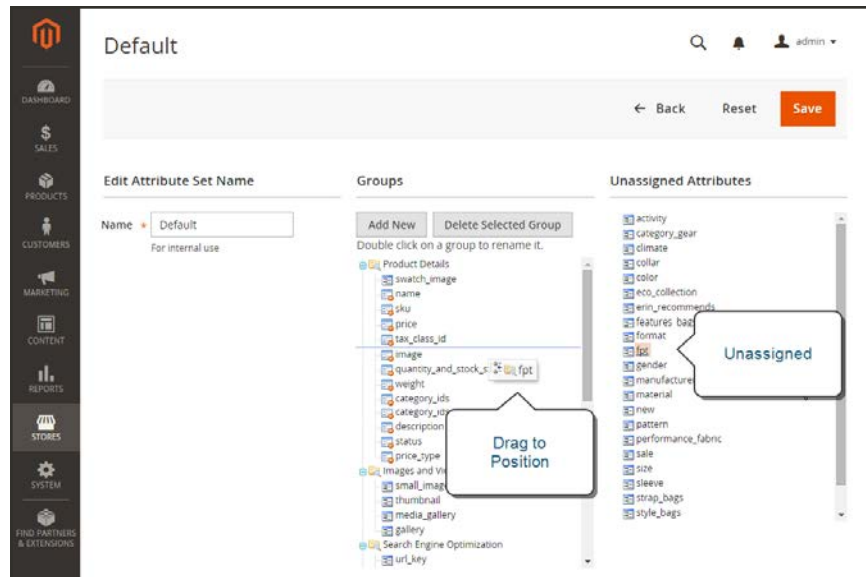 Default
admin
← Back
Reset
Save
DASHBOARD
SALES
PRODUCTS
CUSTOMERS
MARKETING
CONTENT
REPORTS
STORES
SYSTEM
FIND PARTNERS
& EXTENSIONS
Edit Attribute Set Name
Name *
Default
For internal use
Groups
Add New
Delete Selected Group
Double click on a group to rename it.
Product Details
swatch_image
name
sku
price
tax_class_id
image
quantity_and_stock_s
fpt
weight
category_ids
category_ids
description
status
price_type
Images and Vi
small_imag
thumbnail
media_gallery
gallery
Search Engine Optimization
url_key
Drag to
Position
Unassigned Attributes
activity
category_gear
climate
collar
color
eco_collection
erin_recommends
features_bags
format
fpt
gender
manufacture
material
new
pattern
performance_fabric
sale
size
sleeve
strap_bags
style_bags
Unassigned